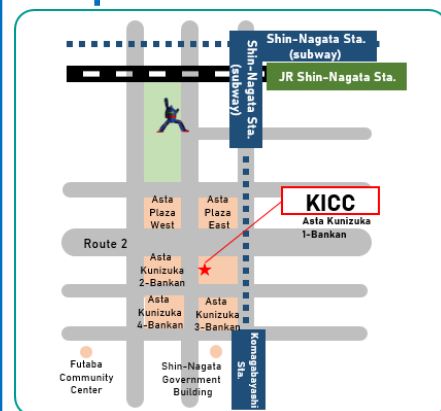 Shin-Nagata Sta.
(subway)
JR Shin-Nagata Sta.
Shin-Nagata Sta.
(subway)
KICC
Asta Kunizuka
1-Bankan
Asta
Plaza
West
Asta
Plaza
East
Route 2
Asta
Kunizuka
2-Bankan
Asta
Kunizuka
4-Bankan
Asta
Kunizuka
3-Bankan
Futaba
Community
Center
Shin-Nagata
Government
Building
Komagabayashi
Sta.